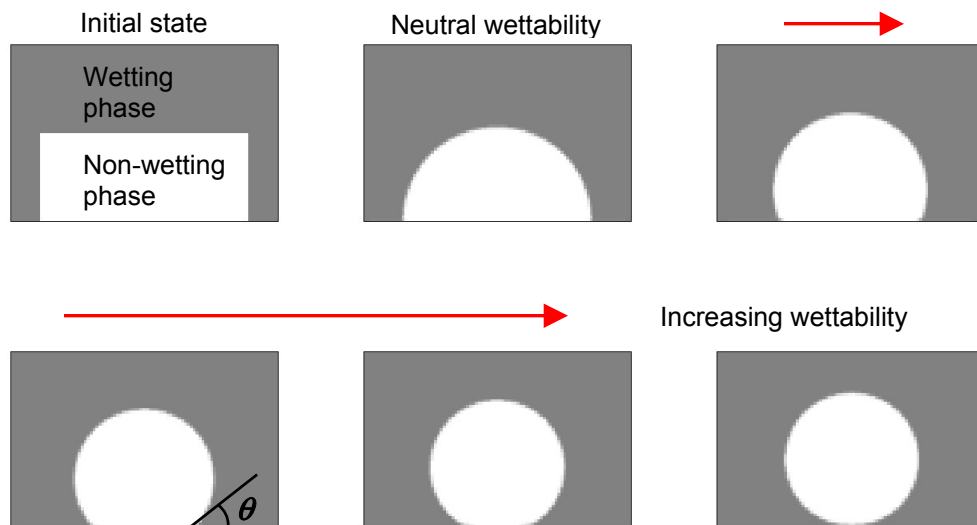 Initial state
Neutral wettability
Wetting
phase
Non-wetting
phase
Increasing wettability
θ